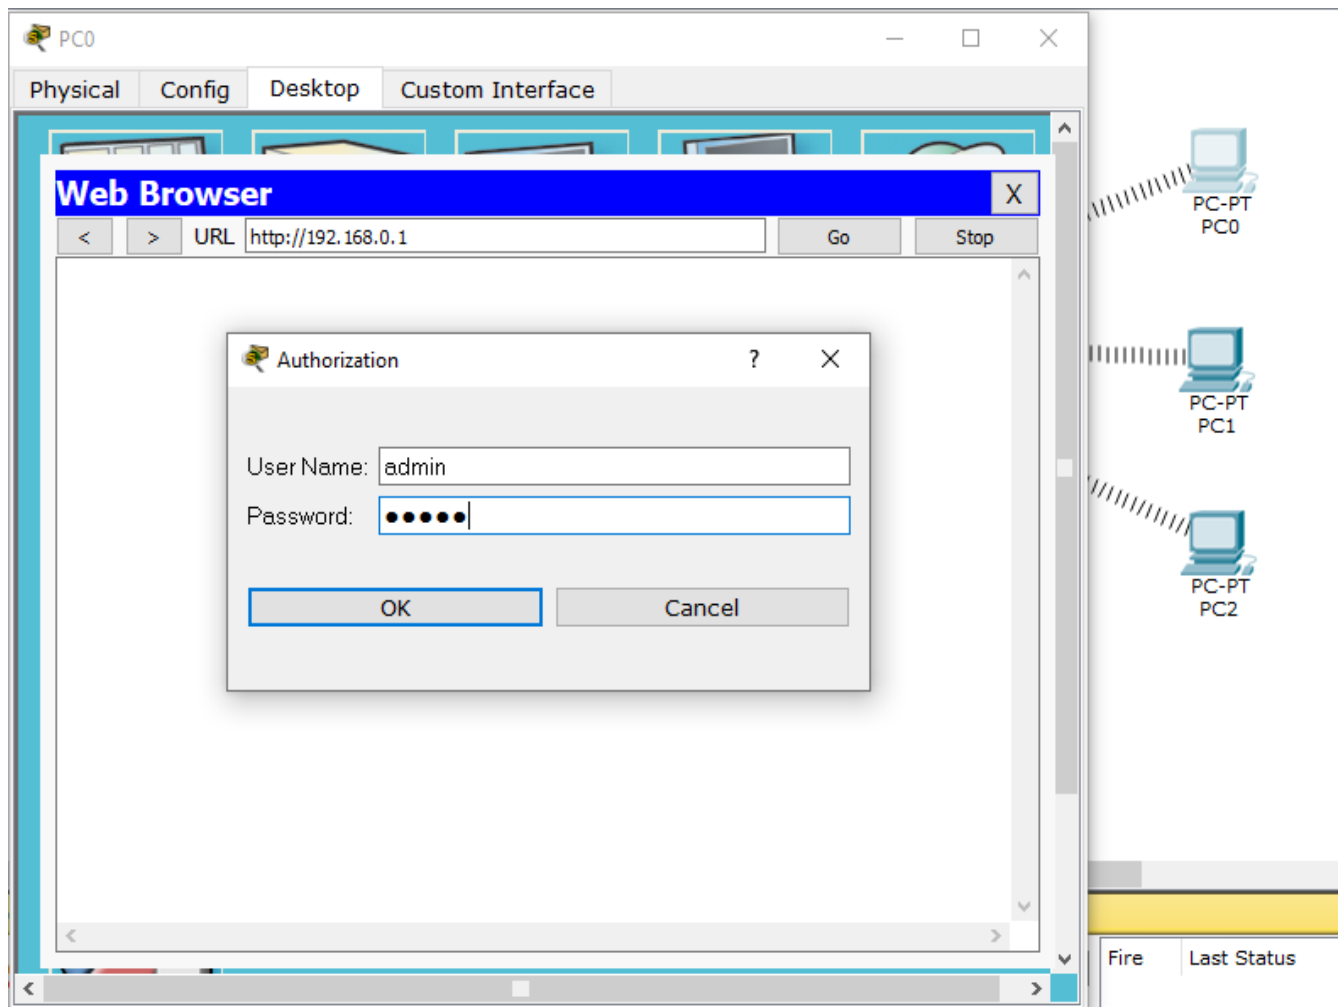 PC0
Physical Config Desktop Custom Interface
Web Browser X
< > URL http://192.168.0.1 Go Stop
Authorization ? X
User Name: admin
Password: ●●●●●
OK Cancel
PC-PT
PC0
PC-PT
PC1
PC-PT
PC2
Fire Last Status